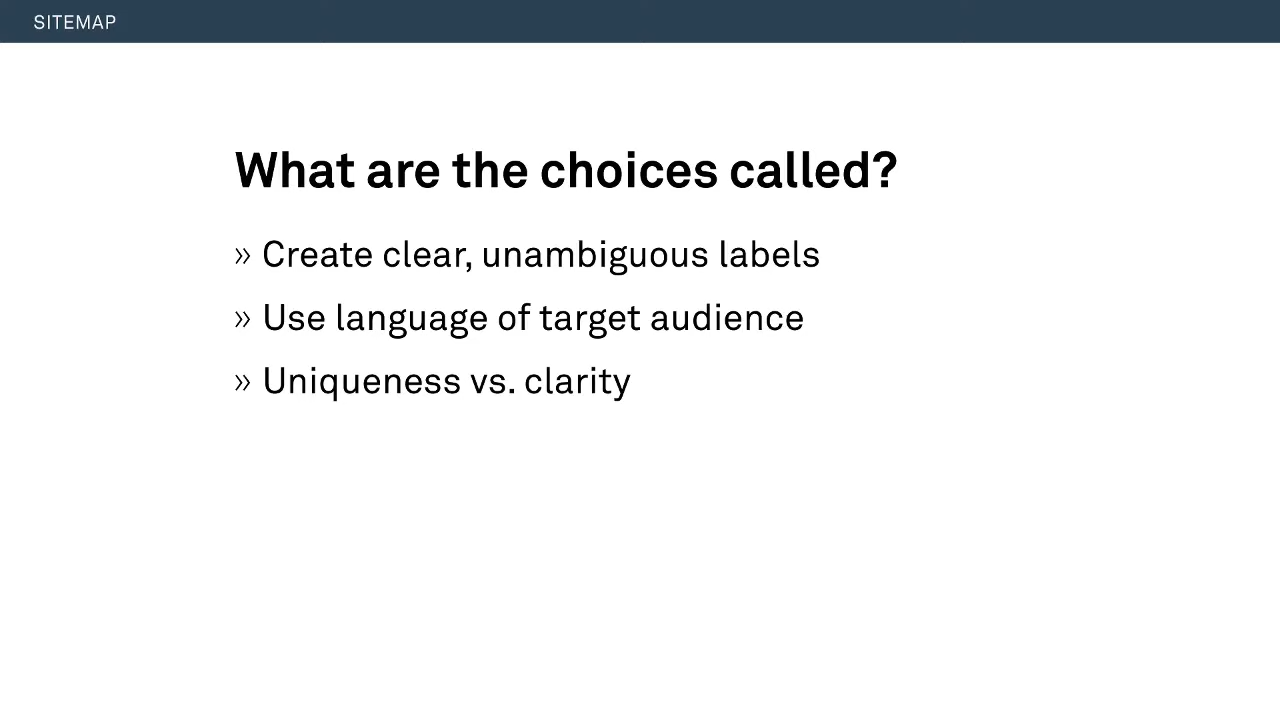 SITEMAP
What are the choices called?
» Create clear, unambiguous labels
» Use language of target audience
» Uniqueness vs. clarity